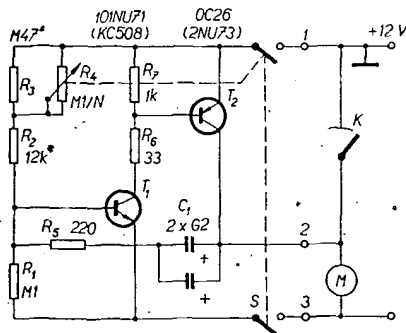 101NU71
(KC508)
OC26
(2NU73)
M47*
R3
R4
M1/N
R7
1k
T2
1
+12 V
R2
12k*
R6
33
T1
K
R5 220
C1
2 x G2
+
+
2
R1
M1
S
3
M